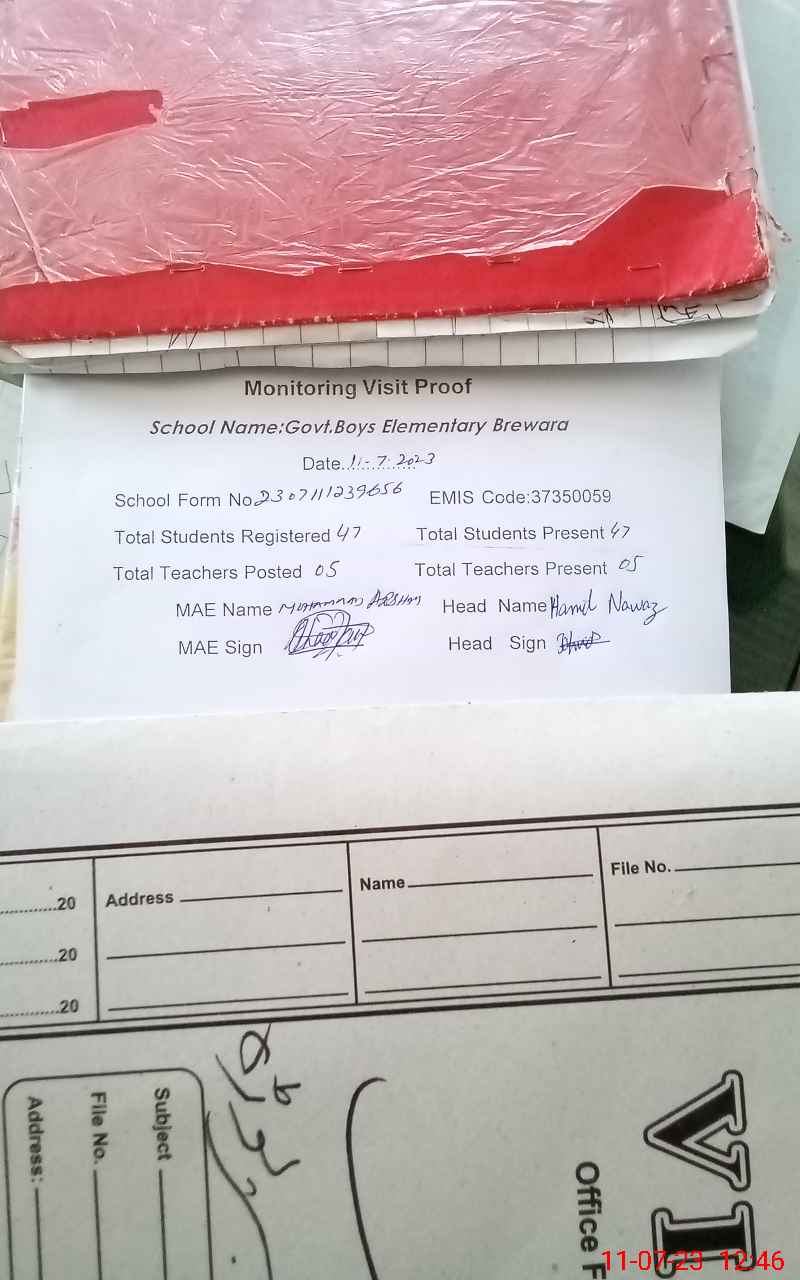 Monitoring Visit Proof
School Name:Govt.Boys Elementary Brewara
Date..11-7-2023
School Form No 2307111239656 EMIS Code:37350059
Total Students Registered 47 Total Students Present 47
Total Teachers Posted 05 Total Teachers Present 05
MAE Name MUHAMMAD ARSHAD Head Name Hamid Nawaz
MAE Sign Head Sign
............20 Address Name File No.
............20
............20
Subject
File No.
Address:
VI
Office F
11-07-23 12:46